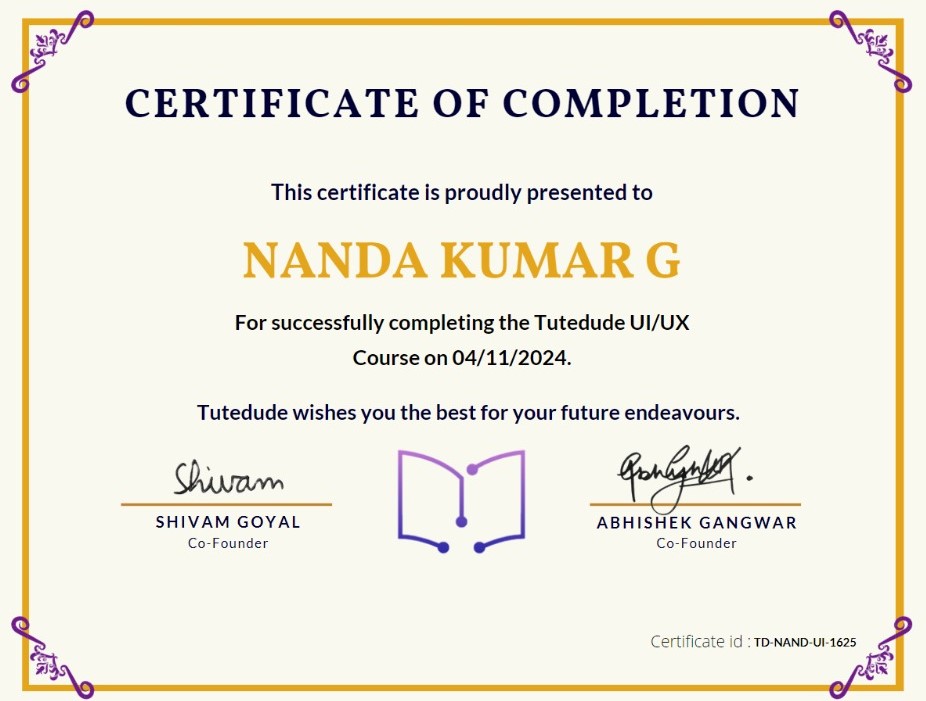 CERTIFICATE OF COMPLETION
This certificate is proudly presented to
NANDA KUMAR G
For successfully completing the Tutedude UI/UX
Course on 04/11/2024.
Tutedude wishes you the best for your future endeavours.
Shivam
SHIVAM GOYAL
Co-Founder
ABHISHEK GANGWAR
Co-Founder
Certificate id : TD-NAND-UI-1625